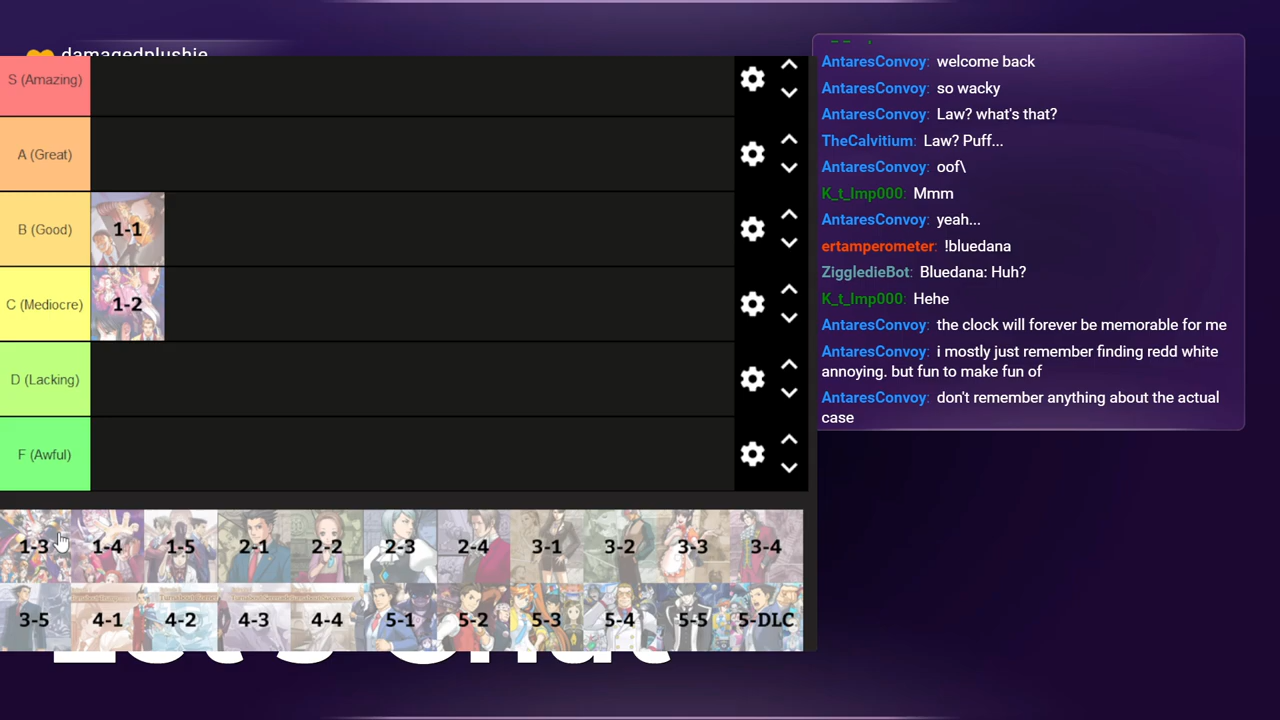 damagedplushie
S (Amazing)
A (Great)
B (Good)
1-1
C (Mediocre)
1-2
D (Lacking)
F (Awful)
1-3 1-4 1-5 2-1 2-2 2-3 2-4 3-1 3-2 3-3 3-4
3-5 4-1 4-2 4-3 4-4 5-1 5-2 5-3 5-4 5-5 5-DLC
AntaresConvoy: welcome back
AntaresConvoy: so wacky
AntaresConvoy: Law? what's that?
TheCalvitium: Law? Puff...
AntaresConvoy: oof\
K_t_Imp000: Mmm
AntaresConvoy: yeah...
ertamperometer: !bluedana
ZiggledieBot: Bluedana: Huh?
K_t_Imp000: Hehe
AntaresConvoy: the clock will forever be memorable for me
AntaresConvoy: i mostly just remember finding redd white
annoying. but fun to make fun of
AntaresConvoy: don't remember anything about the actual
case